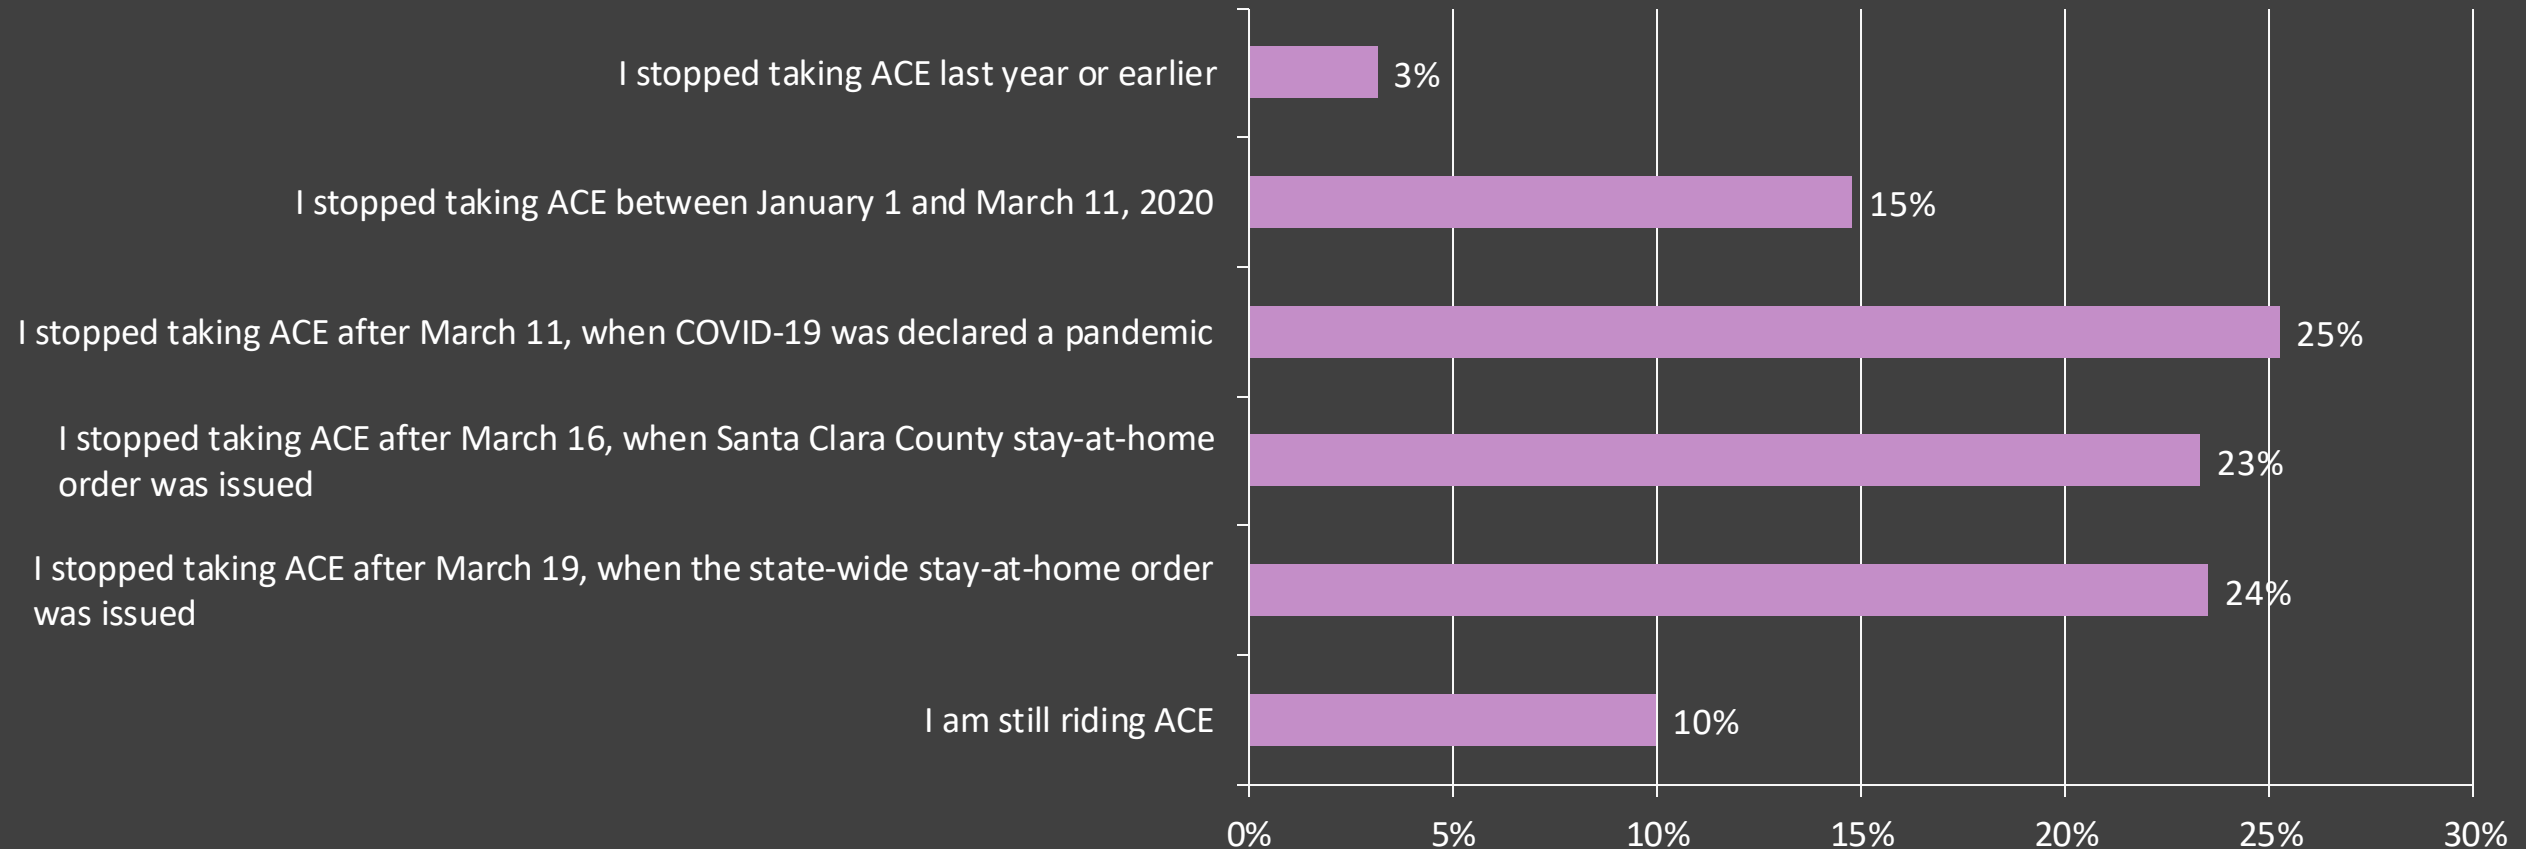 I stopped taking ACE last year or earlier
3%
I stopped taking ACE between January 1 and March 11, 2020
15%
I stopped taking ACE after March 11, when COVID-19 was declared a pandemic
25%
I stopped taking ACE after March 16, when Santa Clara County stay-at-home
order was issued
23%
I stopped taking ACE after March 19, when the state-wide stay-at-home order
was issued
24%
I am still riding ACE
10%
0% 5% 10% 15% 20% 25% 30%